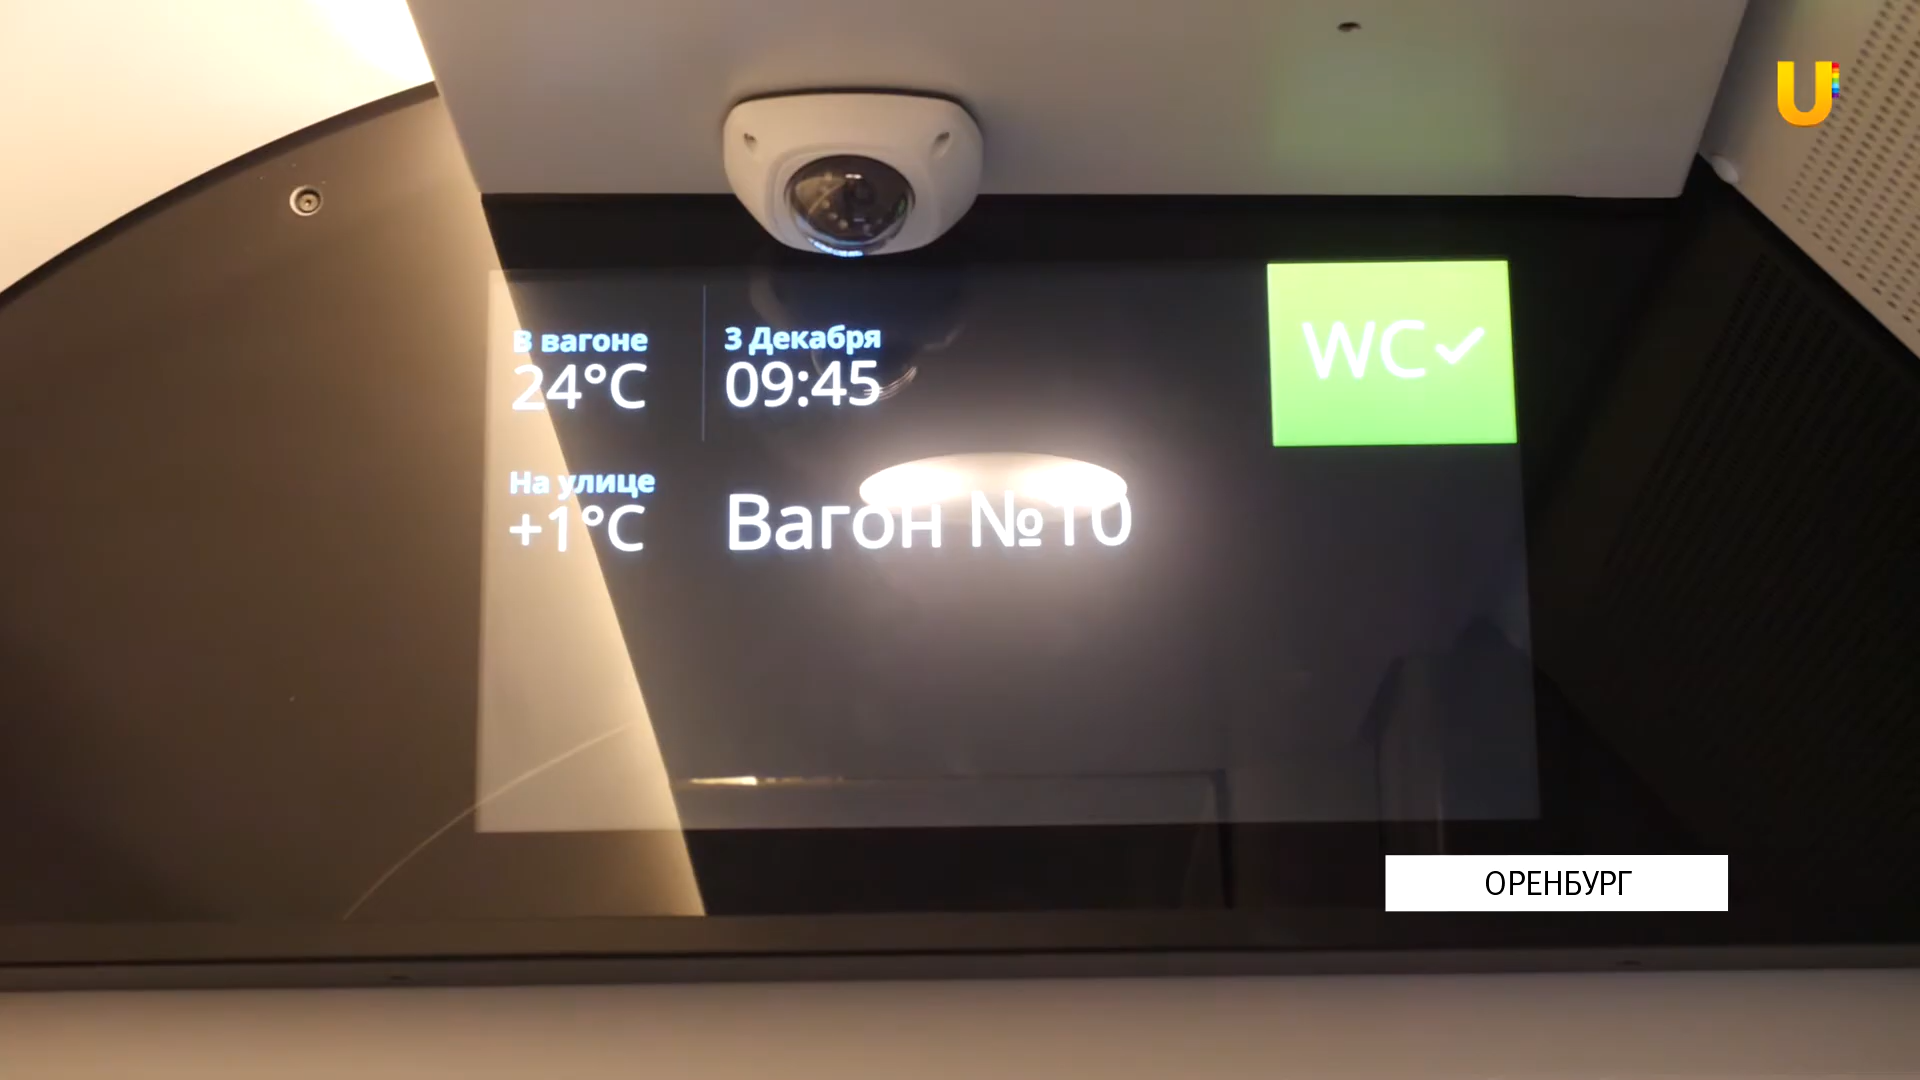 В вагоне
24°C
3 Декабря
09:45
WC✓
На улице
+1°C
Вагон №10
U
ОРЕНБУРГ